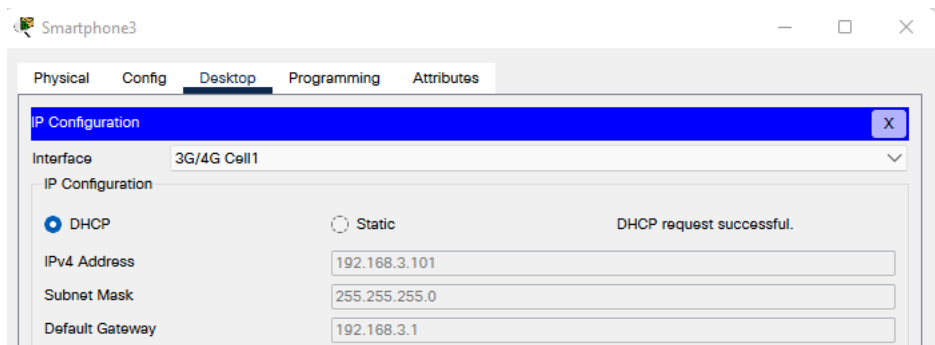 Smartphone3
Physical Config Desktop Programming Attributes
IP Configuration X
Interface 3G/4G Cell1
IP Configuration
DHCP Static DHCP request successful.
IPv4 Address 192.168.3.101
Subnet Mask 255.255.255.0
Default Gateway 192.168.3.1